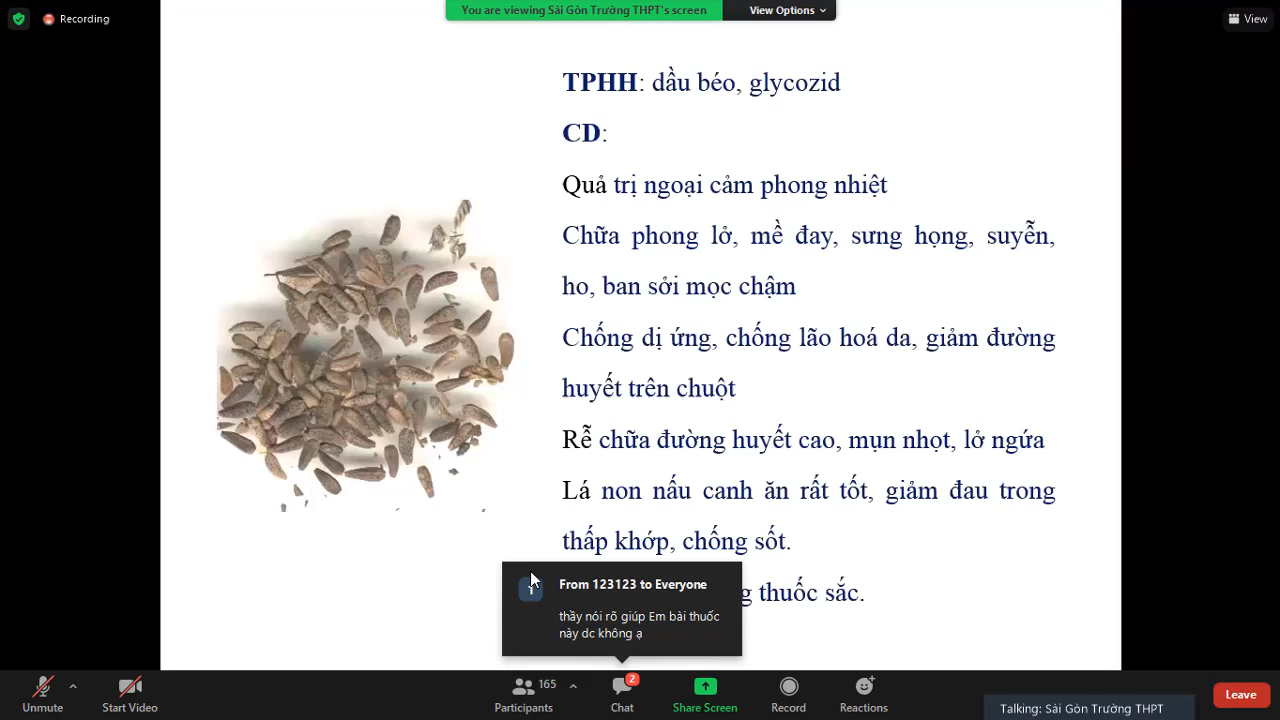 You are viewing Sài Gòn Trường THPT's screen
View Options
Recording
View
TPHH: dầu béo, glycozid
CD:
Quả trị ngoại cảm phong nhiệt
Chữa phong lở, mề đay, sưng họng, suyễn,
ho, ban sởi mọc chậm
Chống dị ứng, chống lão hoá da, giảm đường
huyết trên chuột
Rễ chữa đường huyết cao, mụn nhọt, lở ngứa
Lá non nấu canh ăn rất tốt, giảm đau trong
thấp khớp, chống sốt.
thuốc sắc.
From 123123 to Everyone
thầy nói rõ giúp Em bài thuốc
này dc không ạ
Unmute
Start Video
165
Participants
2
Chat
Share Screen
Record
Reactions
Talking: Sài Gòn Trường THPT
Leave